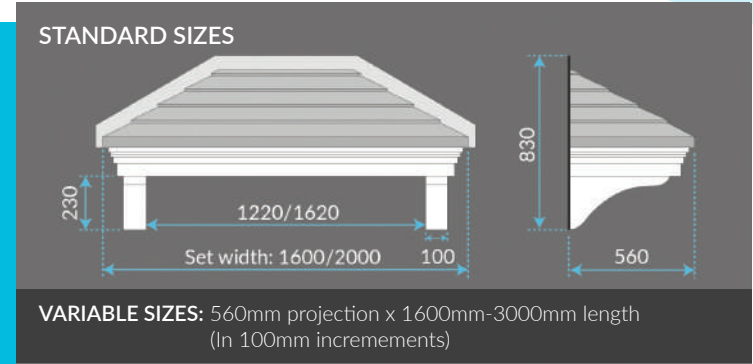 STANDARD SIZES
830
230
1220/1620
Set width: 1600/2000
100
560
VARIABLE SIZES: 560mm projection x 1600mm-3000mm length
(In 100mm incremements)